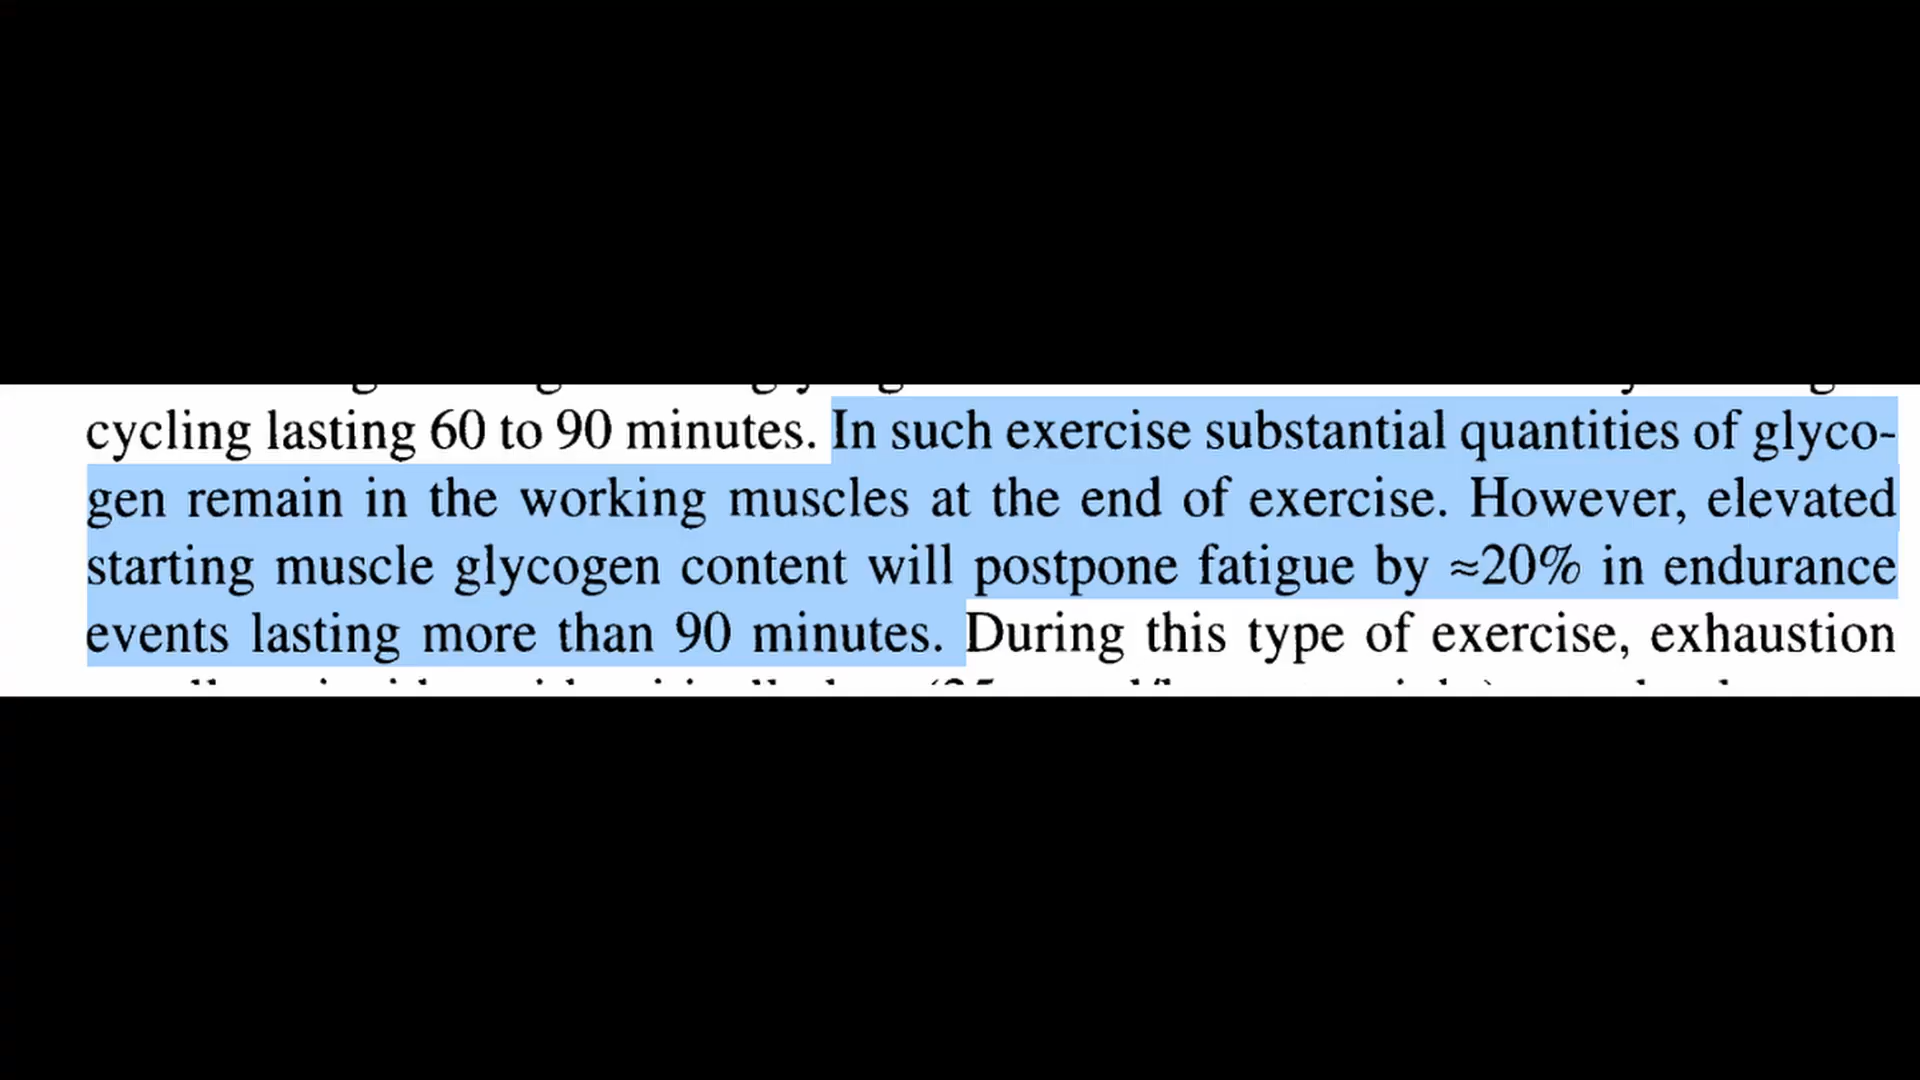 cycling lasting 60 to 90 minutes. In such exercise substantial quantities of glyco-
gen remain in the working muscles at the end of exercise. However, elevated
starting muscle glycogen content will postpone fatigue by ≈20% in endurance
events lasting more than 90 minutes. During this type of exercise, exhaustion